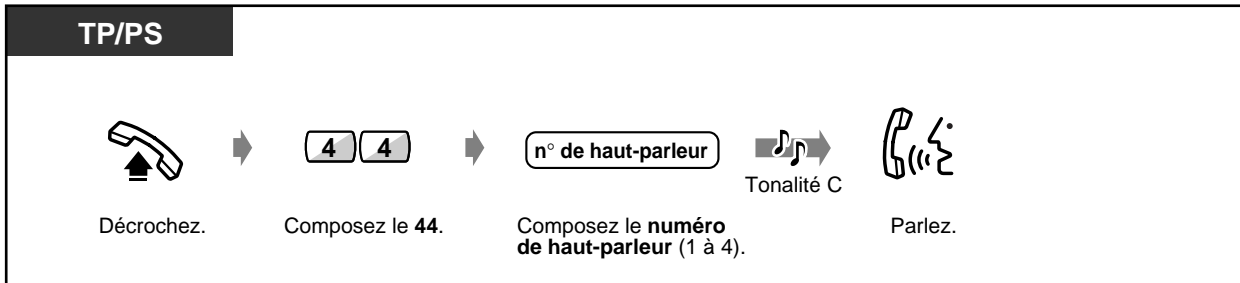 TP/PS
4 4
n° de haut-parleur
Tonalité C
Décrochez.
Composez le 44.
Composez le numéro
de haut-parleur (1 à 4).
Parlez.